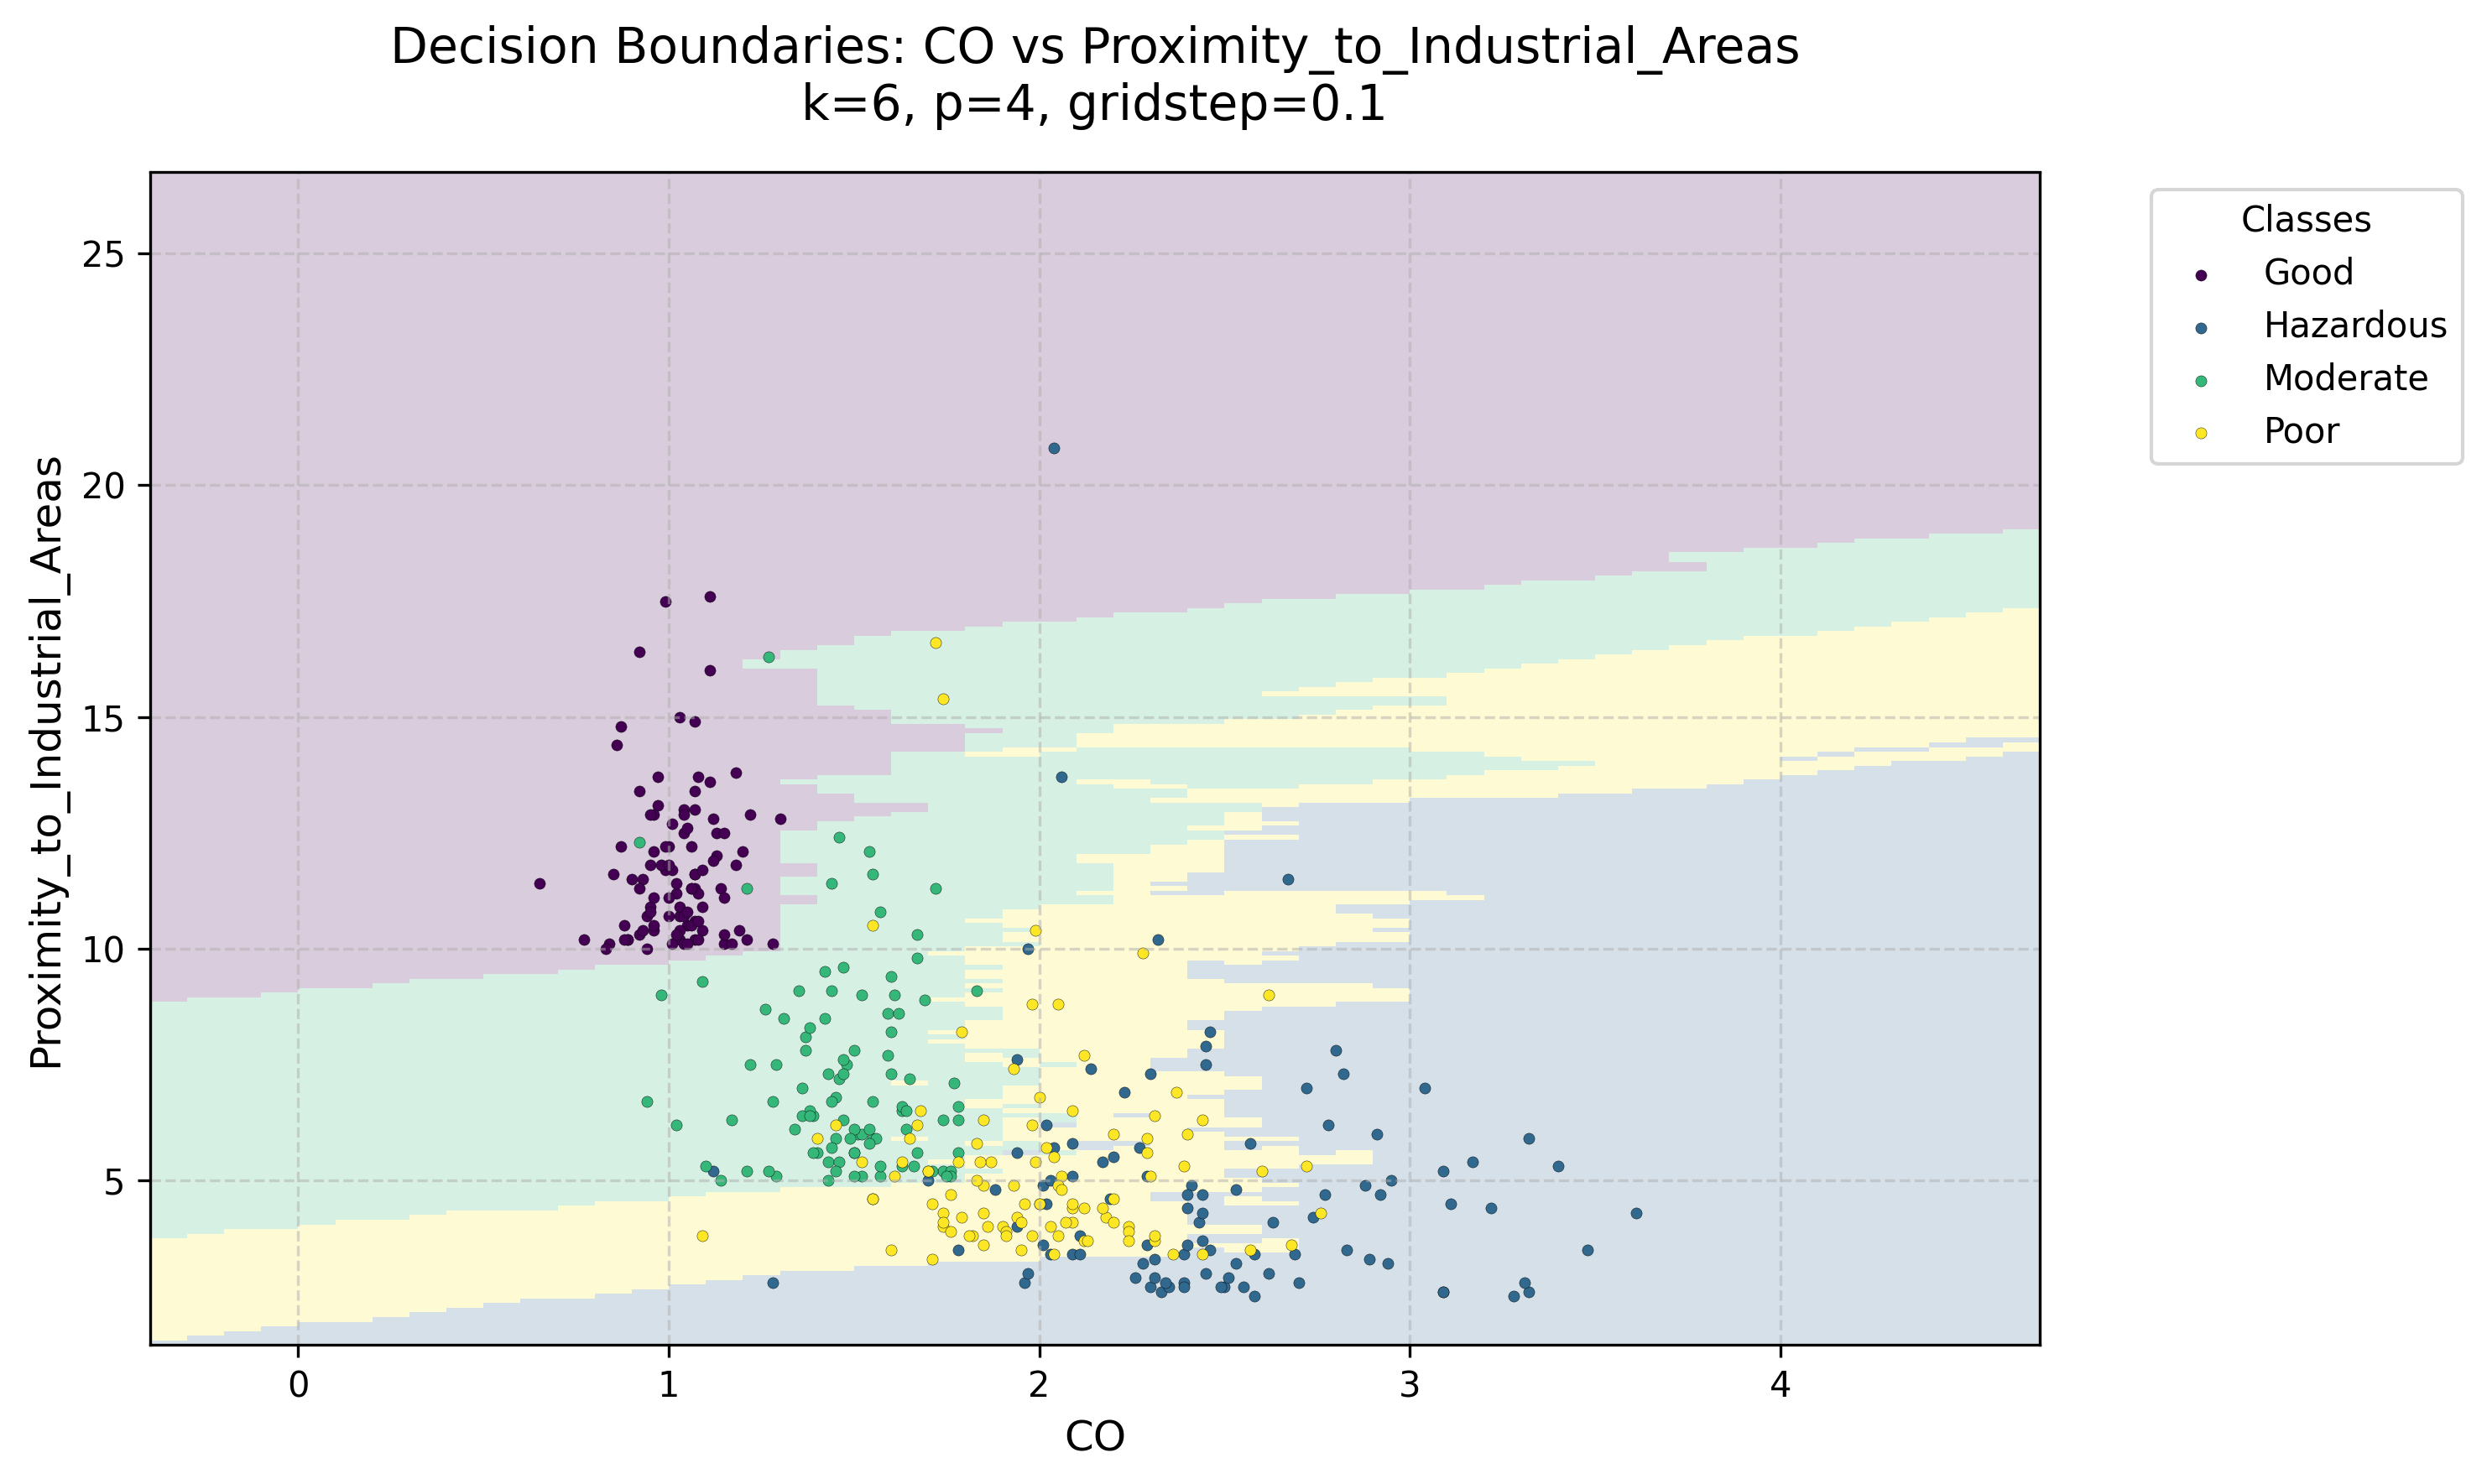 Decision Boundaries: CO vs Proximity_to_Industrial_Areas
k=6, p=4, gridstep=0.1
Classes
Good
Hazardous
Moderate
Poor
Proximity_to_Industrial_Areas
25
20
15
10
5
0
1
2
3
4
CO